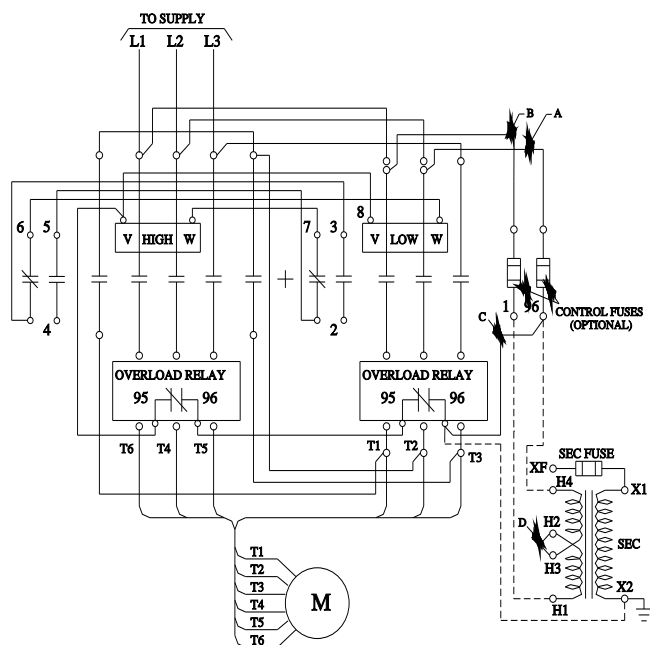 TO SUPPLY
L1 L2 L3
B A
6 5 7 3 8
V HIGH W V LOW W
4 2
1 96
CONTROL FUSES
(OPTIONAL)
C
OVERLOAD RELAY OVERLOAD RELAY
95 96 95 96
T6 T4 T5 T1 T2 T3
SEC FUSE
XF
H4 X1
D H2
SEC
H3
X2
H1
T1
T2
T3
T4
T5
T6
M